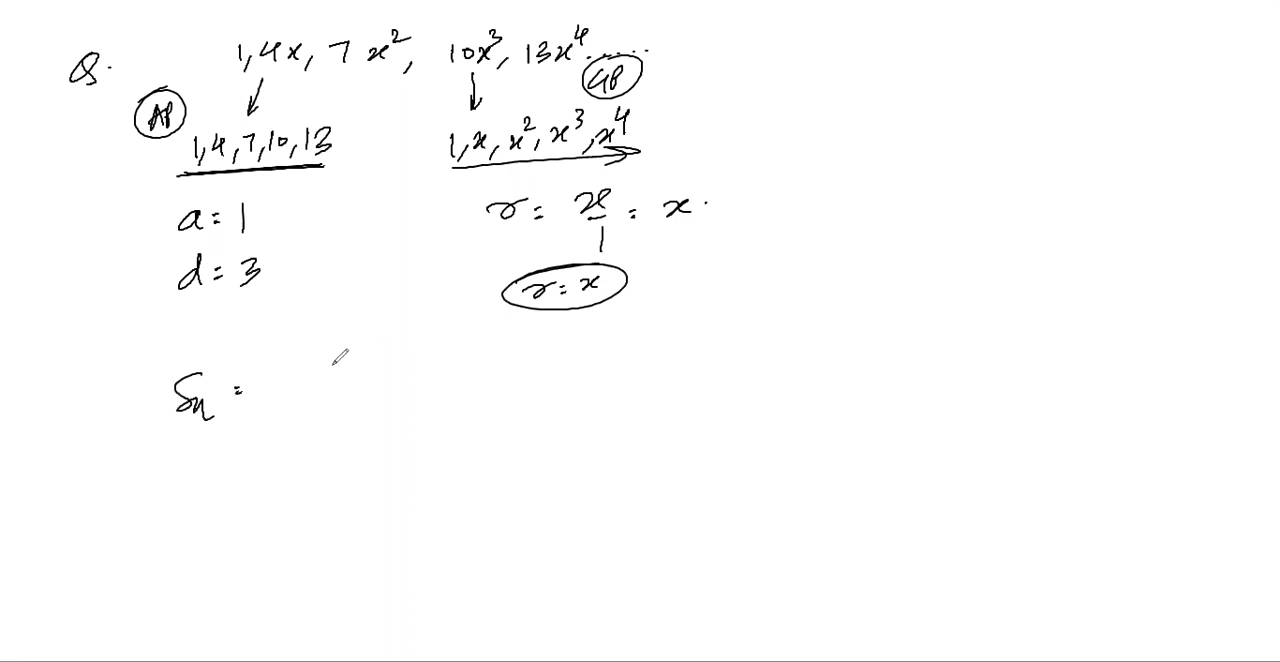 Q. 1, 4x, 7x², 10x³, 13x⁴......
AP GP
1, 4, 7, 10, 13 1, x, x², x³, x⁴
a = 1 r = x/1 = x.
d = 3 r = x
Sn =